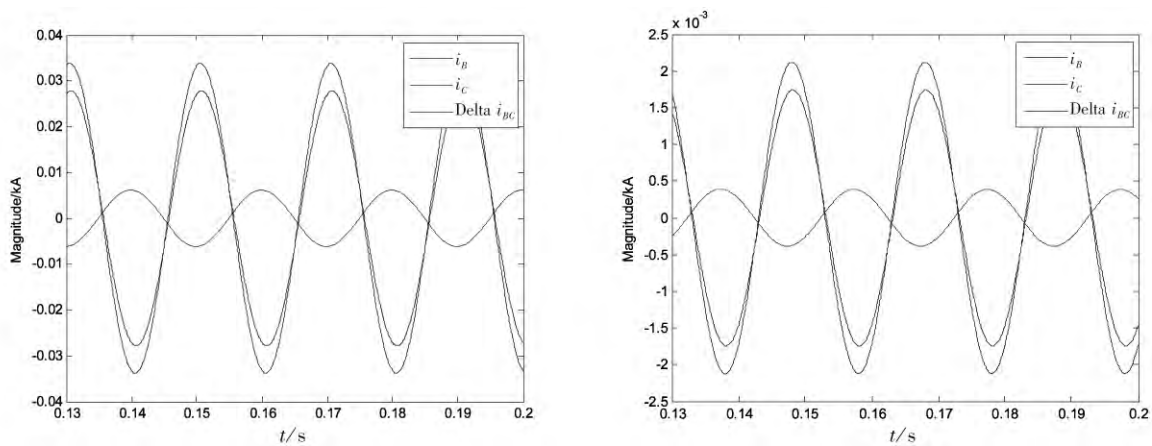 0.04
0.03
0.02
0.01
0
-0.01
-0.02
-0.03
-0.04
Magnitude/kA
0.13 0.14 0.15 0.16 0.17 0.18 0.19 0.2
t/s
i_B
i_C
Delta i_BC
× 10⁻³
2.5
2
1.5
1
0.5
0
-0.5
-1
-1.5
-2
-2.5
Magnitude/kA
0.13 0.14 0.15 0.16 0.17 0.18 0.19 0.2
t/s
i_B
i_C
Delta i_BC